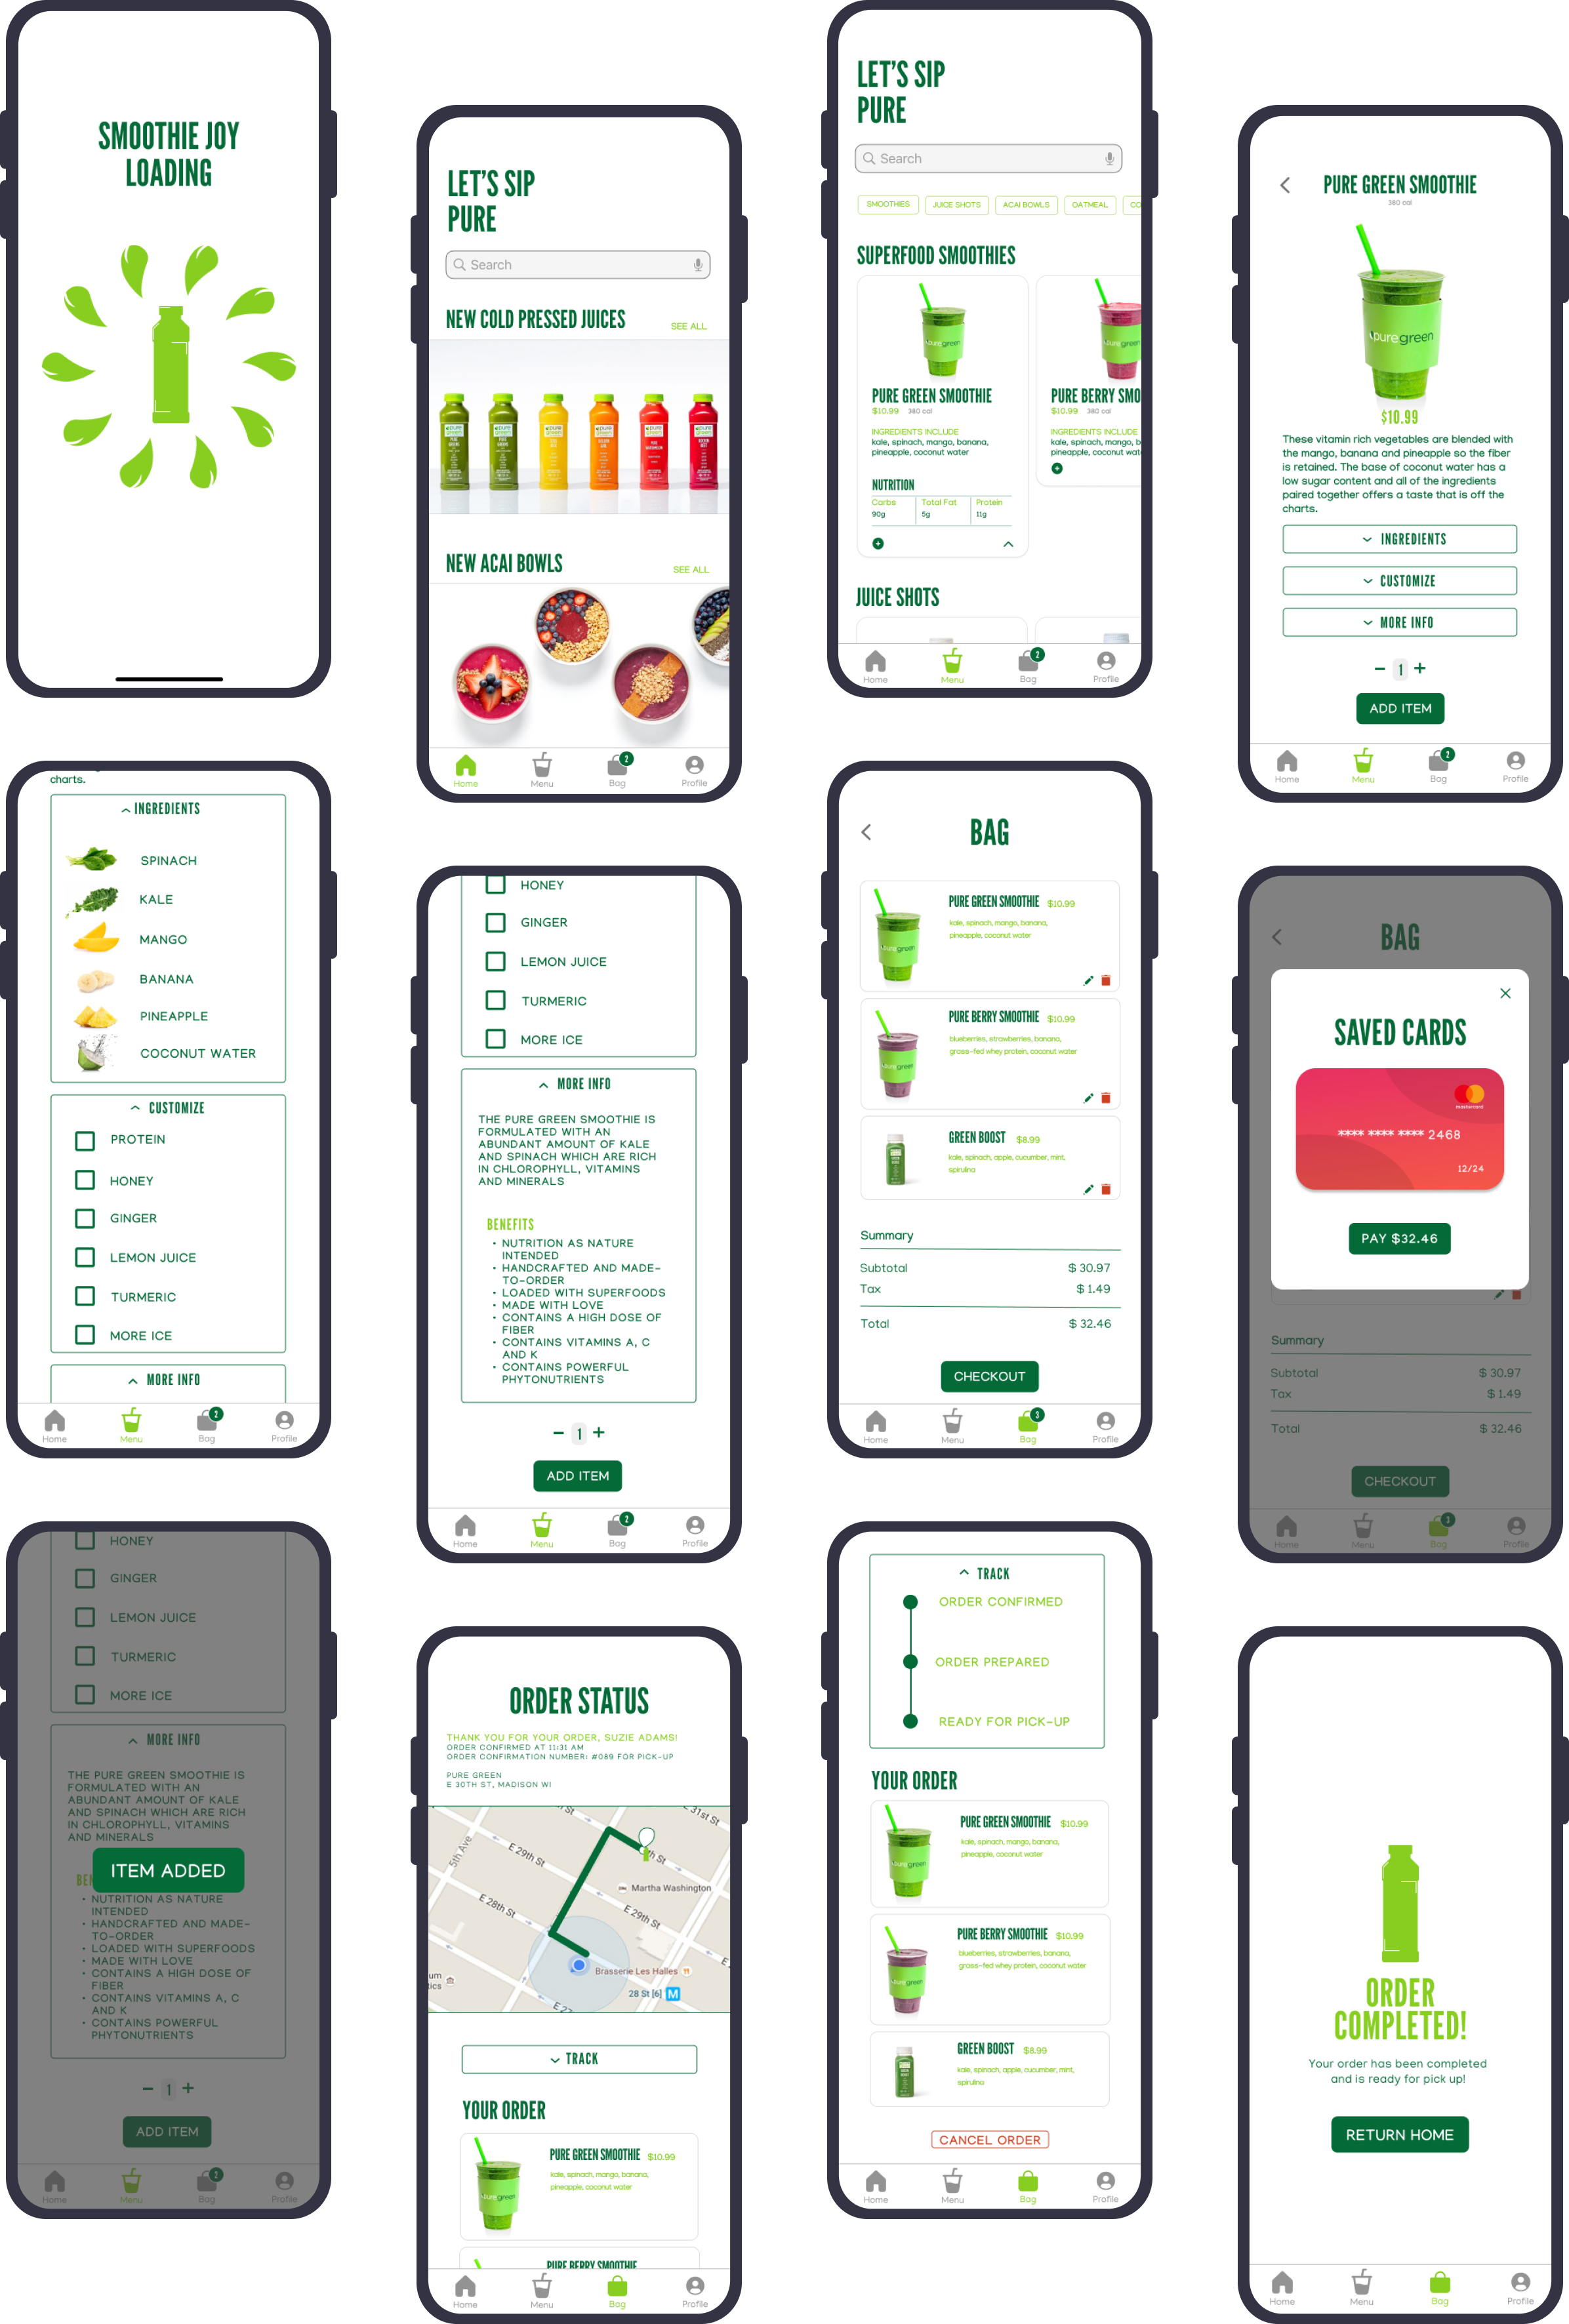 SMOOTHIE JOY
LOADING
LET'S SIP
PURE
Search
NEW COLD PRESSED JUICES
SEE ALL
NEW ACAI BOWLS
SEE ALL
Home
Menu
2
Bag
Profile
LET'S SIP
PURE
Search
SMOOTHIES
JUICE SHOTS
ACAI BOWLS
OATMEAL
CO
SUPERFOOD SMOOTHIES
puregreen
PURE GREEN SMOOTHIE
$10.99 380 cal
INGREDIENTS INCLUDE
kale, spinach, mango, banana,
pineapple, coconut water
NUTRITION
Carbs Total Fat Protein
90g 5g 11g
PURE BERRY SMO
$10.99 380 cal
INGREDIENTS INCLUDE
kale, spinach, mango, b
pineapple, coconut wat
JUICE SHOTS
Home
Menu
2
Bag
Profile
PURE GREEN SMOOTHIE
380 cal
puregreen
$10.99
These vitamin rich vegetables are blended with
the mango, banana and pineapple so the fiber
is retained. The base of coconut water has a
low sugar content and all of the ingredients
paired together offers a taste that is off the
charts.
INGREDIENTS
CUSTOMIZE
MORE INFO
- 1 +
ADD ITEM
Home
Menu
2
Bag
Profile
charts.
INGREDIENTS
SPINACH
KALE
MANGO
BANANA
PINEAPPLE
COCONUT WATER
CUSTOMIZE
PROTEIN
HONEY
GINGER
LEMON JUICE
TURMERIC
MORE ICE
MORE INFO
Home
Menu
2
Bag
Profile
HONEY
GINGER
LEMON JUICE
TURMERIC
MORE ICE
MORE INFO
THE PURE GREEN SMOOTHIE IS
FORMULATED WITH AN
ABUNDANT AMOUNT OF KALE
AND SPINACH WHICH ARE RICH
IN CHLOROPHYLL, VITAMINS
AND MINERALS
BENEFITS
• NUTRITION AS NATURE
INTENDED
• HANDCRAFTED AND MADE-
TO-ORDER
• LOADED WITH SUPERFOODS
• MADE WITH LOVE
• CONTAINS A HIGH DOSE OF
FIBER
• CONTAINS VITAMINS A, C
AND K
• CONTAINS POWERFUL
PHYTONUTRIENTS
- 1 +
ADD ITEM
Home
Menu
2
Bag
Profile
BAG
PURE GREEN SMOOTHIE $10.99
kale, spinach, mango, banana,
pineapple, coconut water
PURE BERRY SMOOTHIE $10.99
blueberries, strawberries, banana,
grass-fed whey protein, coconut water
GREEN BOOST $8.99
kale, spinach, apple, cucumber, mint,
spirulina
Summary
Subtotal $ 30.97
Tax $ 1.49
Total $ 32.46
CHECKOUT
Home
Menu
3
Bag
Profile
BAG
SAVED CARDS
mastercard
**** **** **** 2468
12/24
PAY $32.46
Summary
Subtotal $ 30.97
Tax $ 1.49
Total $ 32.46
CHECKOUT
Home
Menu
3
Bag
Profile
HONEY
GINGER
LEMON JUICE
TURMERIC
MORE ICE
MORE INFO
THE PURE GREEN SMOOTHIE IS
FORMULATED WITH AN
ABUNDANT AMOUNT OF KALE
AND SPINACH WHICH ARE RICH
IN CHLOROPHYLL, VITAMINS
AND MINERALS
ITEM ADDED
BE
• NUTRITION AS NATURE
INTENDED
• HANDCRAFTED AND MADE-
TO-ORDER
• LOADED WITH SUPERFOODS
• MADE WITH LOVE
• CONTAINS A HIGH DOSE OF
FIBER
• CONTAINS VITAMINS A, C
AND K
• CONTAINS POWERFUL
PHYTONUTRIENTS
- 1 +
ADD ITEM
Home
Menu
2
Bag
Profile
ORDER STATUS
THANK YOU FOR YOUR ORDER, SUZIE ADAMS!
ORDER CONFIRMED AT 11:31 AM
ORDER CONFIRMATION NUMBER: #089 FOR PICK-UP
PURE GREEN
E 30TH ST, MADISON WI
St
E 31st St
5th Ave
E 29th St
th St
Martha Washington
E 28th St
E 29th St
um
tics
Brasserie Les Halles
28 St [6] M
E 27
TRACK
YOUR ORDER
PURE GREEN SMOOTHIE $10.99
kale, spinach, mango, banana,
pineapple, coconut water
PURE BERRY SMOOTHIE
Home
Menu
Bag
Profile
TRACK
ORDER CONFIRMED
ORDER PREPARED
READY FOR PICK-UP
YOUR ORDER
PURE GREEN SMOOTHIE $10.99
kale, spinach, mango, banana,
pineapple, coconut water
PURE BERRY SMOOTHIE $10.99
blueberries, strawberries, banana,
grass-fed whey protein, coconut water
GREEN BOOST $8.99
kale, spinach, apple, cucumber, mint,
spirulina
CANCEL ORDER
Home
Menu
Bag
Profile
ORDER
COMPLETED!
Your order has been completed
and is ready for pick up!
RETURN HOME
Home
Menu
Bag
Profile